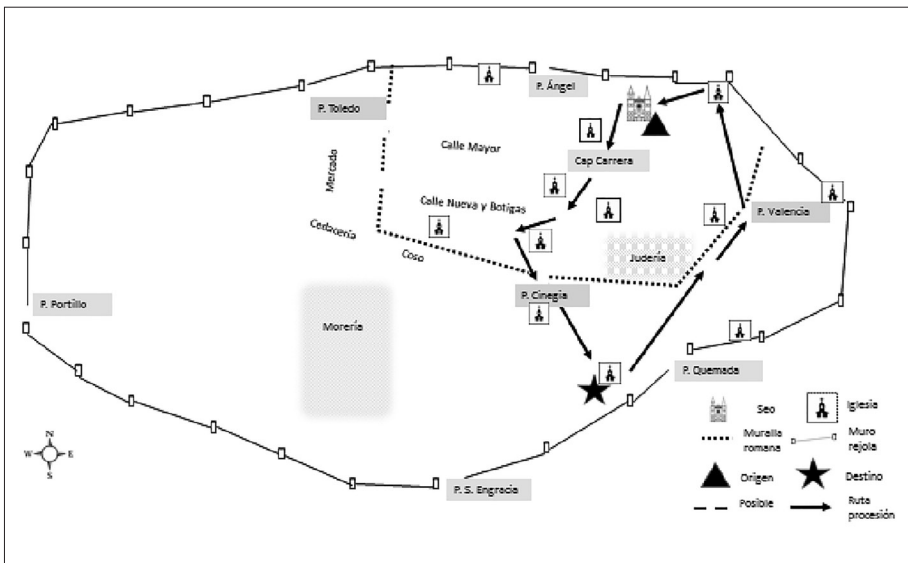 P. Ángel
P. Toledo
Calle Mayor
Cap Carrera
Mercado
Calle Nueva y Botigas
P. Valencia
Cedacería
Coso
Judería
P. Cinegia
P. Portillo
Morería
P. Quemada
Seo
Iglesia
Muralla
romana
Muro
rejola
N
W
E
S
Origen
Destino
P. S. Engracia
Posible
Ruta
procesión